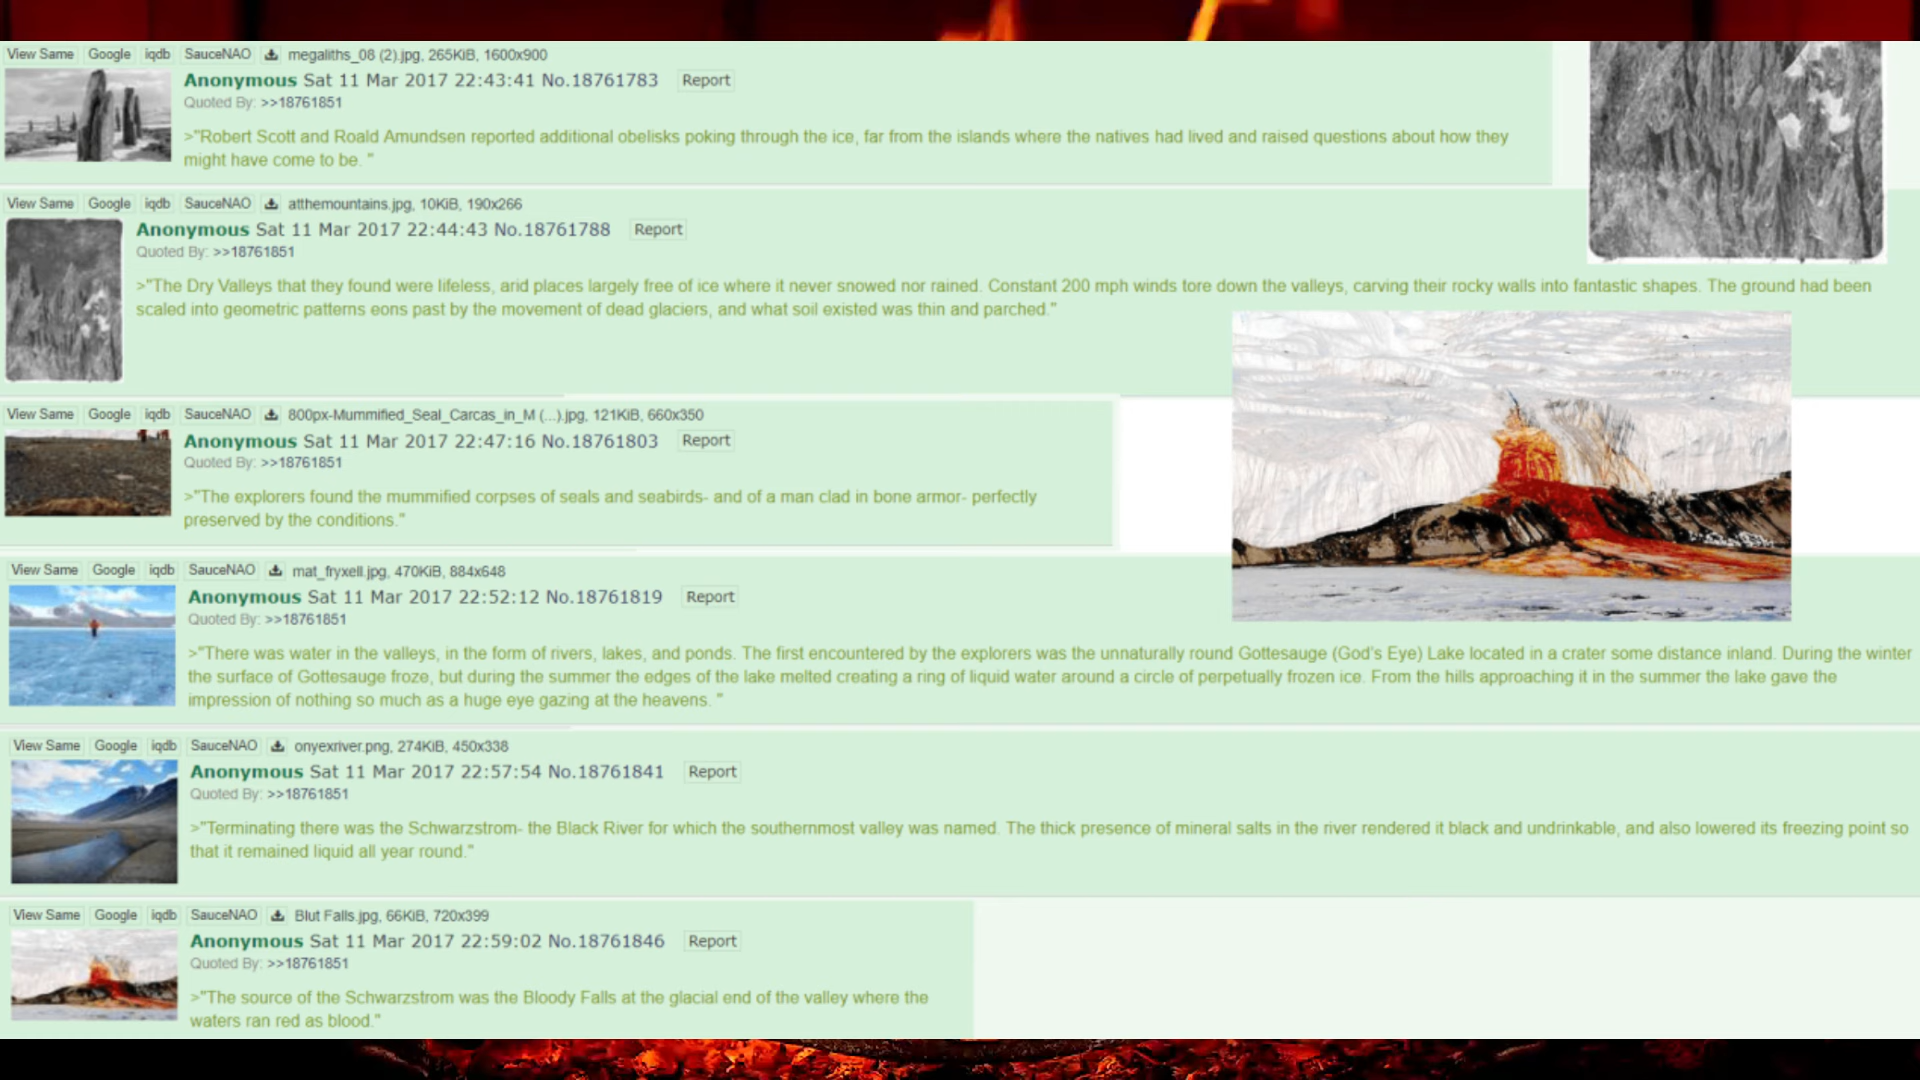 View Same Google iqdb SauceNAO megaliths_08 (2).jpg, 265KiB, 1600x900
Anonymous Sat 11 Mar 2017 22:43:41 No.18761783 Report
Quoted By: >>18761851
>"Robert Scott and Roald Amundsen reported additional obelisks poking through the ice, far from the islands where the natives had lived and raised questions about how they
might have come to be. "
View Same Google iqdb SauceNAO atthemountains.jpg, 10KiB, 190x266
Anonymous Sat 11 Mar 2017 22:44:43 No.18761788 Report
Quoted By: >>18761851
>"The Dry Valleys that they found were lifeless, arid places largely free of ice where it never snowed nor rained. Constant 200 mph winds tore down the valleys, carving their rocky walls into fantastic shapes. The ground had been
scaled into geometric patterns eons past by the movement of dead glaciers, and what soil existed was thin and parched."
View Same Google iqdb SauceNAO 800px-Mummified_Seal_Carcas_in_M (...).jpg, 121KiB, 660x350
Anonymous Sat 11 Mar 2017 22:47:16 No.18761803 Report
Quoted By: >>18761851
>"The explorers found the mummified corpses of seals and seabirds- and of a man clad in bone armor- perfectly
preserved by the conditions."
View Same Google iqdb SauceNAO mat_fryxell.jpg, 470KiB, 884x648
Anonymous Sat 11 Mar 2017 22:52:12 No.18761819 Report
Quoted By: >>18761851
>"There was water in the valleys, in the form of rivers, lakes, and ponds. The first encountered by the explorers was the unnaturally round Gottesauge (God's Eye) Lake located in a crater some distance inland. During the winter
the surface of Gottesauge froze, but during the summer the edges of the lake melted creating a ring of liquid water around a circle of perpetually frozen ice. From the hills approaching it in the summer the lake gave the
impression of nothing so much as a huge eye gazing at the heavens. "
View Same Google iqdb SauceNAO onyexriver.png, 274KiB, 450x338
Anonymous Sat 11 Mar 2017 22:57:54 No.18761841 Report
Quoted By: >>18761851
>"Terminating there was the Schwarzstrom- the Black River for which the southernmost valley was named. The thick presence of mineral salts in the river rendered it black and undrinkable, and also lowered its freezing point so
that it remained liquid all year round."
View Same Google iqdb SauceNAO Blut Falls.jpg, 66KiB, 720x399
Anonymous Sat 11 Mar 2017 22:59:02 No.18761846 Report
Quoted By: >>18761851
>"The source of the Schwarzstrom was the Bloody Falls at the glacial end of the valley where the
waters ran red as blood."